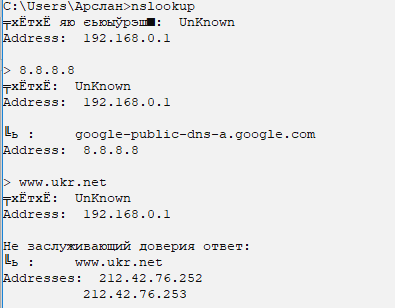 C:\Users\Арслан>nslookup
╤хЁтхЁ яю єьюыўрэш■:  UnKnown
Address:  192.168.0.1
> 8.8.8.8
╤хЁтхЁ:  UnKnown
Address:  192.168.0.1
╚ь :     google-public-dns-a.google.com
Address:  8.8.8.8
> www.ukr.net
╤хЁтхЁ:  UnKnown
Address:  192.168.0.1
Не заслуживающий доверия ответ:
╚ь :     www.ukr.net
Addresses:  212.42.76.252
212.42.76.253